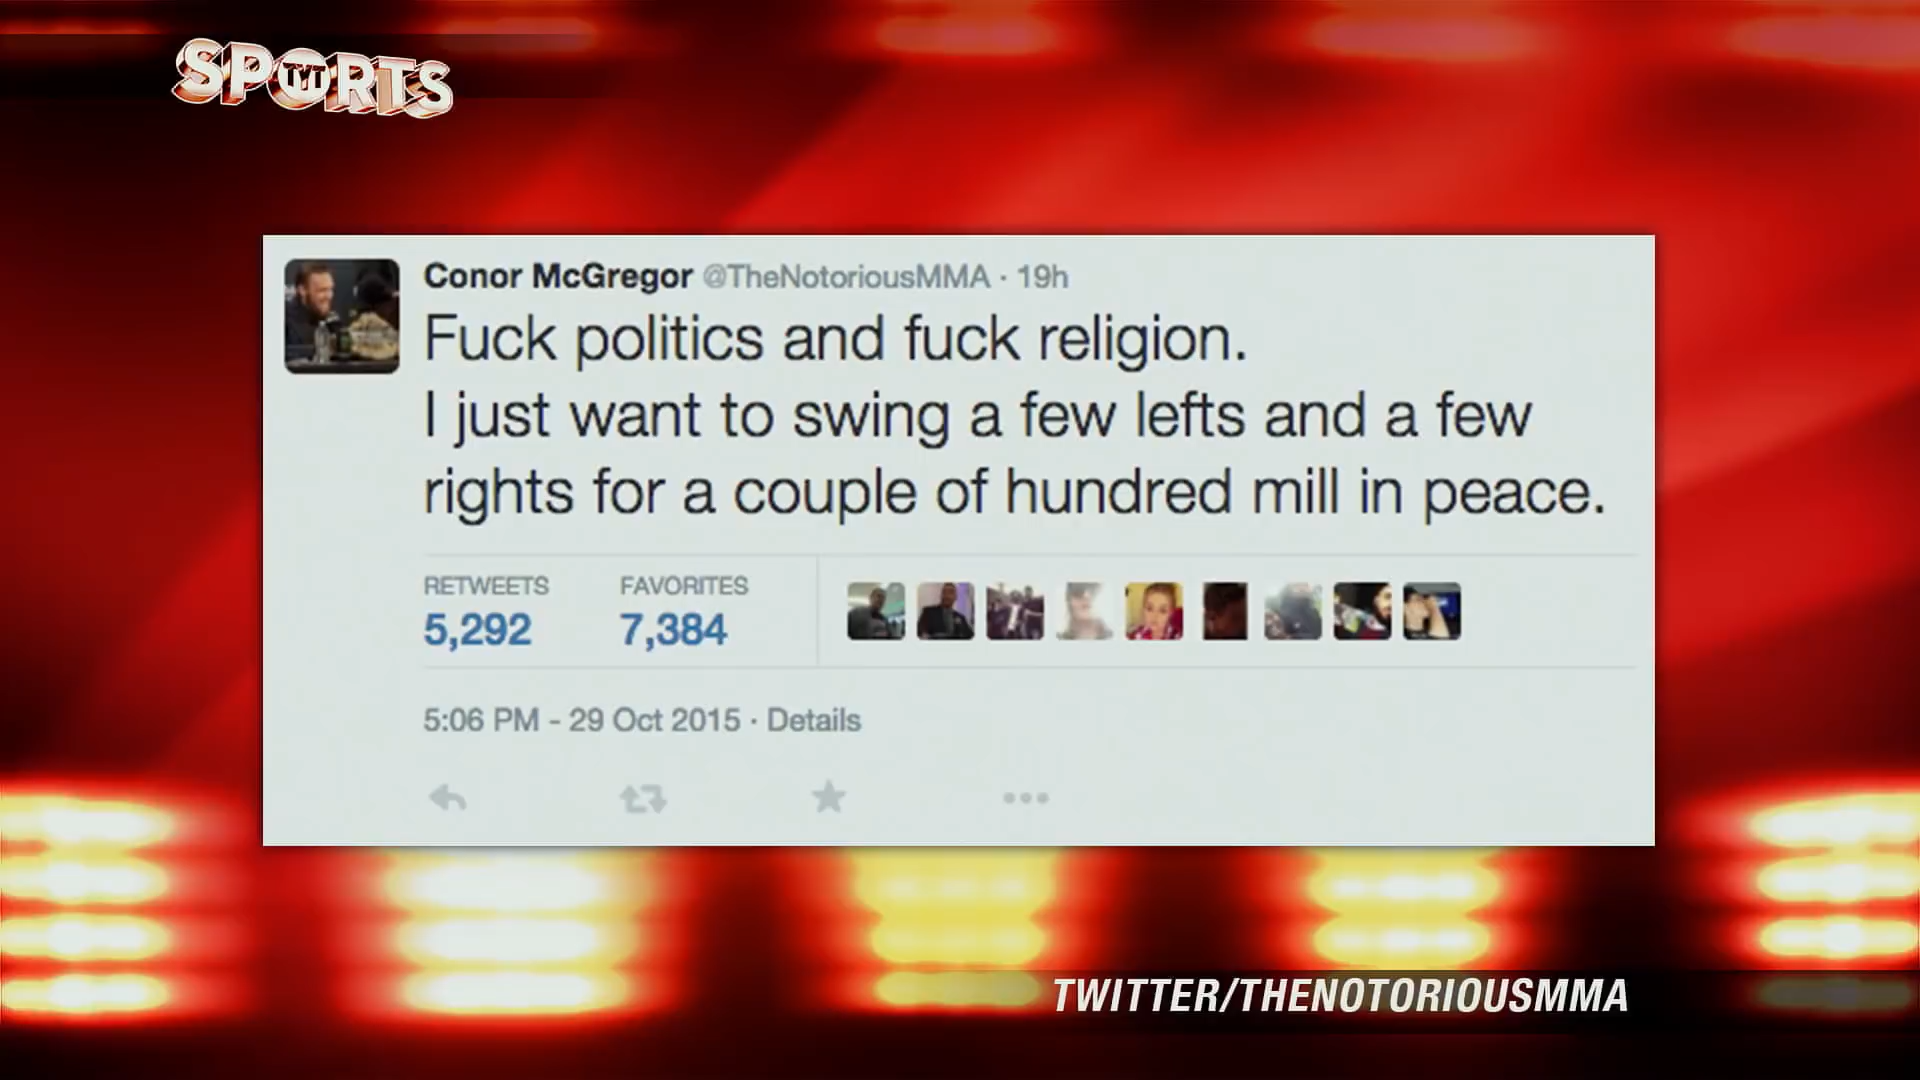 SPORTS
TYT
Conor McGregor @TheNotoriousMMA · 19h
Fuck politics and fuck religion.
I just want to swing a few lefts and a few
rights for a couple of hundred mill in peace.
RETWEETS FAVORITES
5,292 7,384
5:06 PM - 29 Oct 2015 · Details
TWITTER/THENOTORIOUSMMA